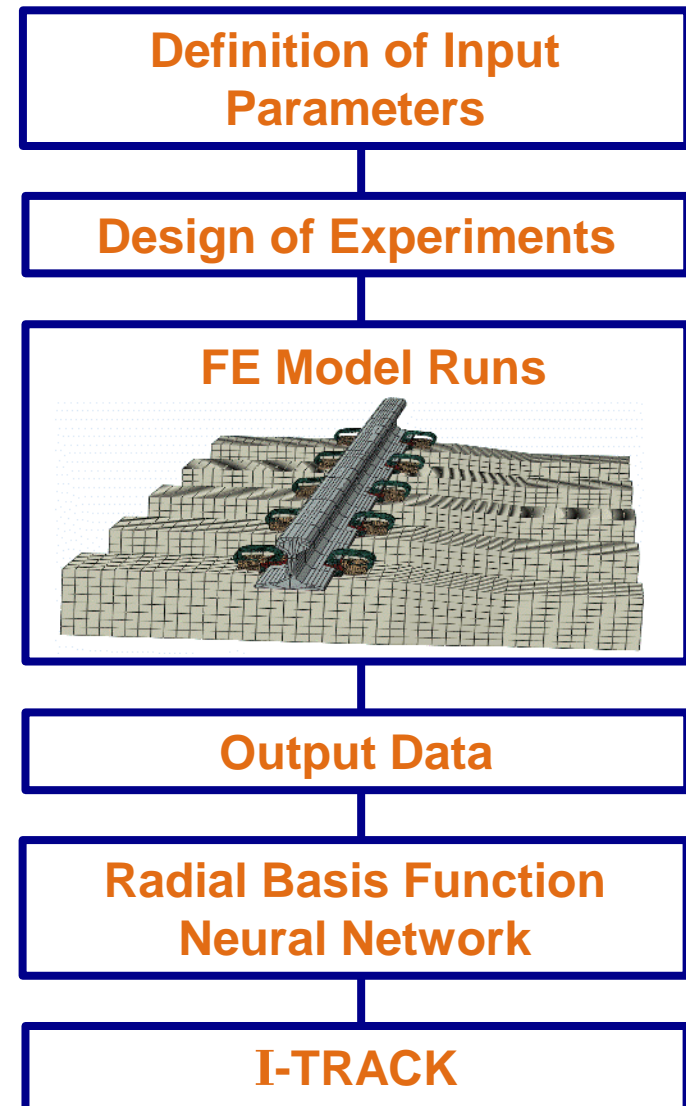 Definition of Input
Parameters
Design of Experiments
FE Model Runs
Output Data
Radial Basis Function
Neural Network
I-TRACK